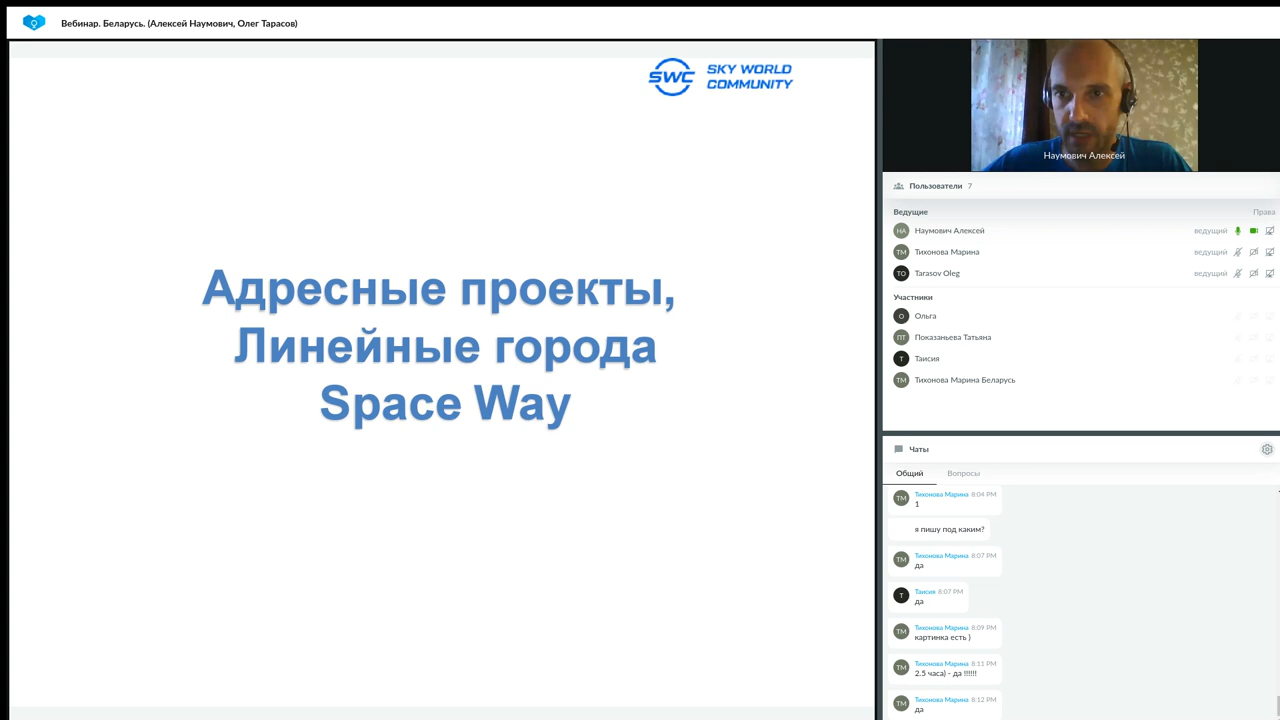 Вебинар. Беларусь. (Алексей Наумович, Олег Тарасов)
SWC
SKY WORLD
COMMUNITY
Адресные проекты,
Линейные города
Space Way
Наумович Алексей
Пользователи 7
Ведущие Права
НА Наумович Алексей ведущий
ТМ Тихонова Марина ведущий
TO Tarasov Oleg ведущий
Участники
О Ольга
ПТ Показаньева Татьяна
Т Таисия
ТМ Тихонова Марина Беларусь
Чаты
Общий Вопросы
ТМ Тихонова Марина 8:04 PM
1
я пишу под каким?
ТМ Тихонова Марина 8:07 PM
да
Т Таисия 8:07 PM
да
ТМ Тихонова Марина 8:09 PM
картинка есть )
ТМ Тихонова Марина 8:11 PM
2.5 часа) - да !!!!!!
ТМ Тихонова Марина 8:12 PM
да